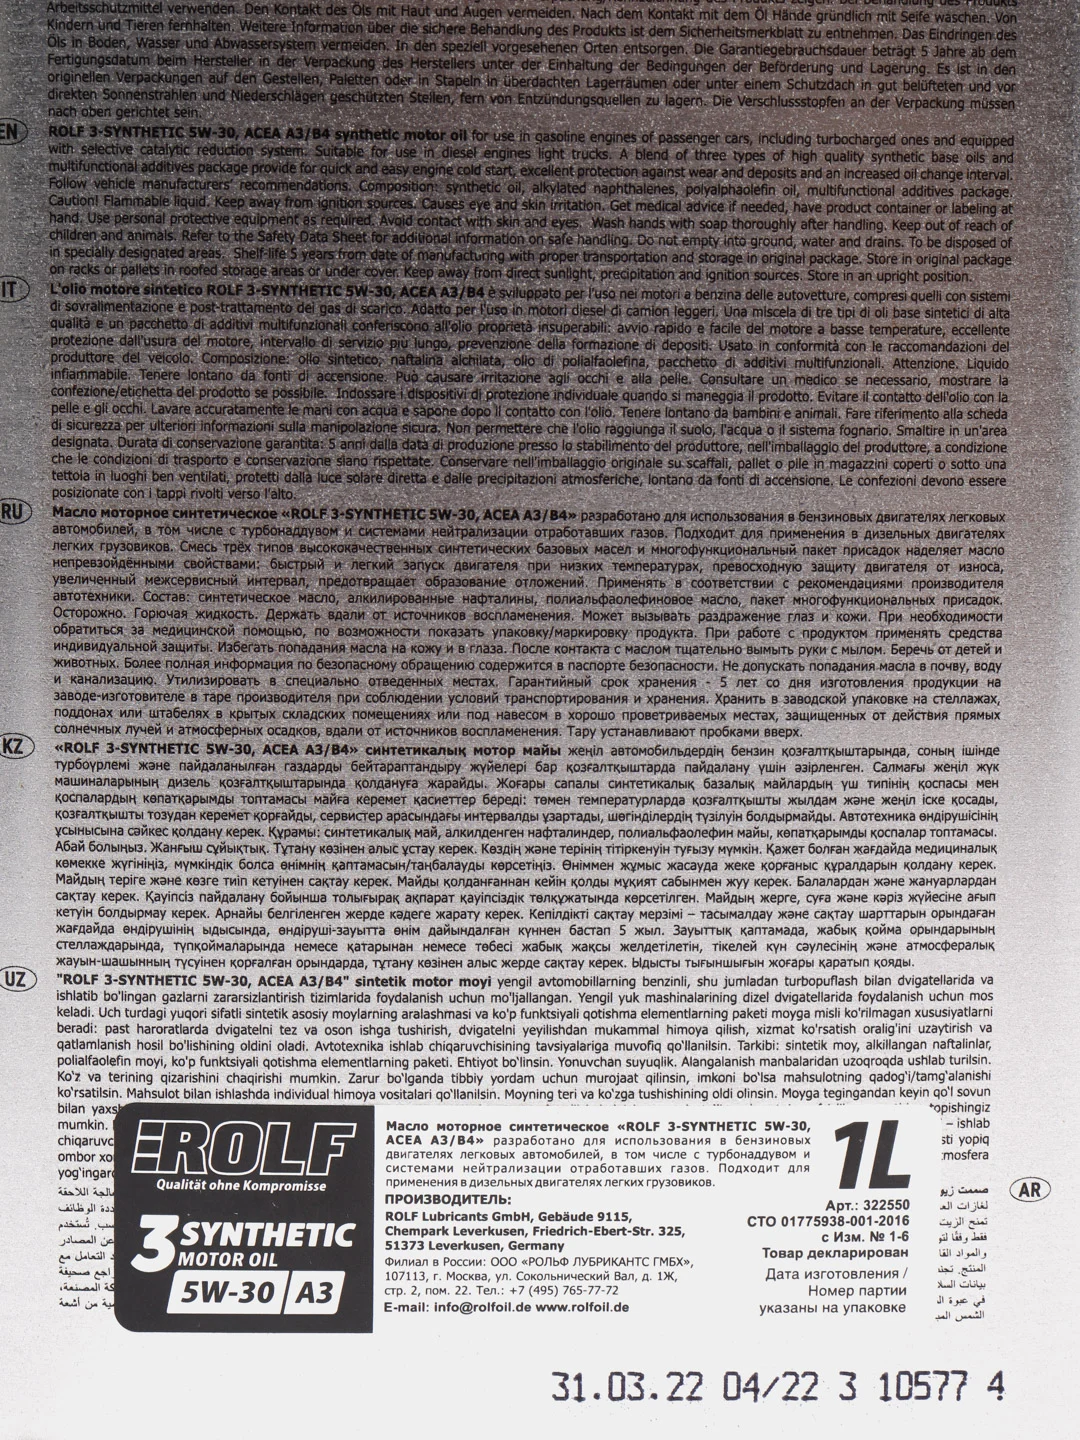 Arbeitsschutzmittel verwenden. Den Kontakt des Öls mit Haut und Augen vermeiden. Nach dem Kontakt mit dem Öl Hände gründlich mit Seife waschen. Von
Kindern und Tieren fernhalten. Weitere Information über die sichere Behandlung des Produkts ist dem Sicherheitsmerkblatt zu entnehmen. Das Eindringen des
Öls in Boden, Wasser und Abwassersystem vermeiden. In den speziell vorgesehenen Orten entsorgen. Die Garantiegebrauchsdauer beträgt 5 Jahre ab dem
Fertigungsdatum beim Hersteller in der Verpackung des Herstellers unter der Einhaltung der Bedingungen der Beförderung und Lagerung. Es ist in den
originellen Verpackungen auf den Gestellen, Paletten oder in Stapeln in überdachten Lagerräumen oder unter einem Schutzdach in gut belüfteten und vor
direkten Sonnenstrahlen und Niederschlägen geschützten Stellen, fern von Entzündungsquellen zu lagern. Die Verschlussstopfen an der Verpackung müssen
nach oben gerichtet sein.
EN
ROLF 3-SYNTHETIC 5W-30, ACEA A3/B4 synthetic motor oil for use in gasoline engines of passenger cars, including turbocharged ones and equipped
with selective catalytic reduction system. Suitable for use in diesel engines light trucks. A blend of three types of high quality synthetic base oils and
multifunctional additives package provide for quick and easy engine cold start, excellent protection against wear and deposits and an increased oil change interval.
Follow vehicle manufacturers' recommendations. Composition: synthetic oil, alkylated naphthalenes, polyalphaolefin oil, multifunctional additives package.
Caution! Flammable liquid. Keep away from ignition sources. Causes eye and skin irritation. Get medical advice if needed, have product container or labeling at
hand. Use personal protective equipment as required. Avoid contact with skin and eyes. Wash hands with soap thoroughly after handling. Keep out of reach of
children and animals. Refer to the Safety Data Sheet for additional information on safe handling. Do not empty into ground, water and drains. To be disposed of
in specially designated areas. Shelf-life 5 years from date of manufacturing with proper transportation and storage in original package. Store in original package
on racks or pallets in roofed storage areas or under cover. Keep away from direct sunlight, precipitation and ignition sources. Store in an upright position.
IT
L'olio motore sintetico ROLF 3-SYNTHETIC 5W-30, ACEA A3/B4 è sviluppato per l'uso nei motori a benzina delle autovetture, compresi quelli con sistemi
di sovralimentazione e post-trattamento dei gas di scarico. Adatto per l'uso in motori diesel di camion leggeri. Una miscela di tre tipi di oli base sintetici di alta
qualità e un pacchetto di additivi multifunzionali conferiscono all'olio proprietà insuperabili: avvio rapido e facile del motore a basse temperature, eccellente
protezione dall'usura del motore, intervallo di servizio più lungo, prevenzione della formazione di depositi. Usato in conformità con le raccomandazioni del
produttore del veicolo. Composizione: olio sintetico, naftalina alchilata, olio di polialfaolefina, pacchetto di additivi multifunzionali. Attenzione. Liquido
infiammabile. Tenere lontano da fonti di accensione. Può causare irritazione agli occhi e alla pelle. Consultare un medico se necessario, mostrare la
confezione/etichetta del prodotto se possibile. Indossare i dispositivi di protezione individuale quando si maneggia il prodotto. Evitare il contatto dell'olio con la
pelle e gli occhi. Lavare accuratamente le mani con acqua e sapone dopo il contatto con l'olio. Tenere lontano da bambini e animali. Fare riferimento alla scheda
di sicurezza per ulteriori informazioni sulla manipolazione sicura. Non permettere che l'olio raggiunga il suolo, l'acqua o il sistema fognario. Smaltire in un'area
designata. Durata di conservazione garantita: 5 anni dalla data di produzione presso lo stabilimento del produttore, nell'imballaggio del produttore, a condizione
che le condizioni di trasporto e conservazione siano rispettate. Conservare nell'imballaggio originale su scaffali, pallet o pile in magazzini coperti o sotto una
tettoia in luoghi ben ventilati, protetti dalla luce solare diretta e dalle precipitazioni atmosferiche, lontano da fonti di accensione. Le confezioni devono essere
posizionate con i tappi rivolti verso l'alto.
RU
Масло моторное синтетическое «ROLF 3-SYNTHETIC 5W-30, ACEA A3/B4» разработано для использования в бензиновых двигателях легковых
автомобилей, в том числе с турбонаддувом и системами нейтрализации отработавших газов. Подходит для применения в дизельных двигателях
легких грузовиков. Смесь трёх типов высококачественных синтетических базовых масел и многофункциональный пакет присадок наделяет масло
непревзойдёнными свойствами: быстрый и легкий запуск двигателя при низких температурах, превосходную защиту двигателя от износа,
увеличенный межсервисный интервал, предотвращает образование отложений. Применять в соответствии с рекомендациями производителя
автотехники. Состав: синтетическое масло, алкилированные нафталины, полиальфаолефиновое масло, пакет многофункциональных присадок.
Осторожно. Горючая жидкость. Держать вдали от источников воспламенения. Может вызывать раздражение глаз и кожи. При необходимости
обратиться за медицинской помощью, по возможности показать упаковку/маркировку продукта. При работе с продуктом применять средства
индивидуальной защиты. Избегать попадания масла на кожу и в глаза. После контакта с маслом тщательно вымыть руки с мылом. Беречь от детей и
животных. Более полная информация по безопасному обращению содержится в паспорте безопасности. Не допускать попадания масла в почву, воду
и канализацию. Утилизировать в специально отведенных местах. Гарантийный срок хранения - 5 лет со дня изготовления продукции на
заводе-изготовителе в таре производителя при соблюдении условий транспортирования и хранения. Хранить в заводской упаковке на стеллажах,
поддонах или штабелях в крытых складских помещениях или под навесом в хорошо проветриваемых местах, защищенных от действия прямых
солнечных лучей и атмосферных осадков, вдали от источников воспламенения. Тару устанавливают пробками вверх.
KZ
«ROLF 3-SYNTHETIC 5W-30, ACEA A3/B4» синтетикалық мотор майы жеңіл автомобильдердің бензин қозғалтқыштарында, соның ішінде
турбоүрлемі және пайдаланылған газдарды бейтараптандыру жүйелері бар қозғалтқыштарда пайдалану үшін әзірленген. Салмағы жеңіл жүк
машиналарының дизель қозғалтқыштарында қолдануға жарайды. Жоғары сапалы синтетикалық базалық майлардың үш типінің қоспасы мен
қоспалардың көпатқарымды топтамасы майға керемет қасиеттер береді: төмен температураларда қозғалтқышты жылдам және жеңіл іске қосады,
қозғалтқышты тозудан керемет қорғайды, сервистер арасындағы интервалды ұзартады, шөгінділердің түзілуін болдырмайды. Автотехника өндірушісінің
ұсынысына сәйкес қолдану керек. Құрамы: синтетикалық май, алкилденген нафталиндер, полиальфаолефин майы, көпатқарымды қоспалар топтамасы.
Абай болыңыз. Жанғыш сұйықтық. Тұтану көзінен алыс ұстау керек. Көздің және терінің тітіркенуін туғызу мүмкін. Қажет болған жағдайда медициналық
көмекке жүгініңіз, мүмкіндік болса өнімнің қаптамасын/таңбалауды көрсетіңіз. Өніммен жұмыс жасауда жеке қорғаныс құралдарын қолдану керек.
Майдың теріге және көзге тиіп кетуінен сақтау керек. Майды қолданғаннан кейін қолды мұқият сабынмен жуу керек. Балалардан және жануарлардан
сақтау керек. Қауіпсіз пайдалану бойынша толығырақ ақпарат қауіпсіздік төлқұжатында көрсетілген. Майдың жерге, суға және кәріз жүйесіне ағып
кетуін болдырмау керек. Арнайы белгіленген жерде кәдеге жарату керек. Кепілдікті сақтау мерзімі – тасымалдау және сақтау шарттарын орындаған
жағдайда өндірушінің ыдысында, өндіруші-зауытта өнім дайындалған күннен бастап 5 жыл. Зауыттық қаптамада, жабық қойма орындарының
стеллаждарында, түпқоймаларында немесе қатарынан немесе төбесі жабық жақсы желдетілетін, тікелей күн сәулесінің және атмосфералық
жауын-шашынның түсуінен қорғалған орындарда, тұтану көзінен алыс жерде сақтау керек. Ыдысты тығыншығын жоғары қаратып қояды.
UZ
"ROLF 3-SYNTHETIC 5W-30, ACEA A3/B4" sintetik motor moyi yengil avtomobillarning benzinli, shu jumladan turbopuflash bilan dvigatellarida va
ishlatib bo'lingan gazlarni zararsizlantirish tizimlarida foydalanish uchun mo'ljallangan. Yengil yuk mashinalarining dizel dvigatellarida foydalanish uchun mos
keladi. Uch turdagi yuqori sifatli sintetik asosiy moylarning aralashmasi va ko'p funktsiyali qotishma elementlarning paketi moyga misli ko'rilmagan xususiyatlarni
beradi: past haroratlarda dvigatelni tez va oson ishga tushirish, dvigatelni yeyilishdan mukammal himoya qilish, xizmat ko'rsatish oralig'ini uzaytirish va
qatlamlanish hosil bo'lishining oldini oladi. Avtotexnika ishlab chiqaruvchisining tavsiyalariga muvofiq qo'llanilsin. Tarkibi: sintetik moy, alkillangan naftalinlar,
polialfaolefin moyi, ko'p funksiyali qotishma elementlarning paketi. Ehtiyot bo'linsin. Yonuvchan suyuqlik. Alangalanish manbalaridan uzoqroqda ushlab turilsin.
Ko'z va terining qizarishini chaqirishi mumkin. Zarur bo'lganda tibbiy yordam uchun murojaat qilinsin, imkoni bo'lsa mahsulotning qadog'i/tamg'alanishi
ko'rsatilsin. Mahsulot bilan ishlashda individual himoya vositalari qo'llanilsin. Moyning teri va ko'zga tushishining oldi olinsin. Moyga tegingandan keyin qo'l sovun
bilan yaxsh topishingiz
mumkin. – ishlab
chiqaruvc sti yopiq
ombor xo mosfera
yog'ingarc
AR
ROLF
Qualität ohne Kompromisse
3 SYNTHETIC
MOTOR OIL
5W-30 A3
Масло моторное синтетическое «ROLF 3-SYNTHETIC 5W-30,
ACEA A3/B4» разработано для использования в бензиновых
двигателях легковых автомобилей, в том числе с турбонаддувом и
системами нейтрализации отработавших газов. Подходит для
применения в дизельных двигателях легких грузовиков.
ПРОИЗВОДИТЕЛЬ:
ROLF Lubricants GmbH, Gebäude 9115,
Chempark Leverkusen, Friedrich-Ebert-Str. 325,
51373 Leverkusen, Germany
Филиал в России: ООО «РОЛЬФ ЛУБРИКАНТС ГМБХ»,
107113, г. Москва, ул. Сокольнический Вал, д. 1Ж,
стр. 2, пом. 22. Тел.: +7 (495) 765-77-72
E-mail: info@rolfoil.de www.rolfoil.de
1L
Арт.: 322550
СТО 01775938-001-2016
с Изм. № 1-6
Товар декларирован
Дата изготовления /
Номер партии
указаны на упаковке
31.03.22 04/22 3 10577 4